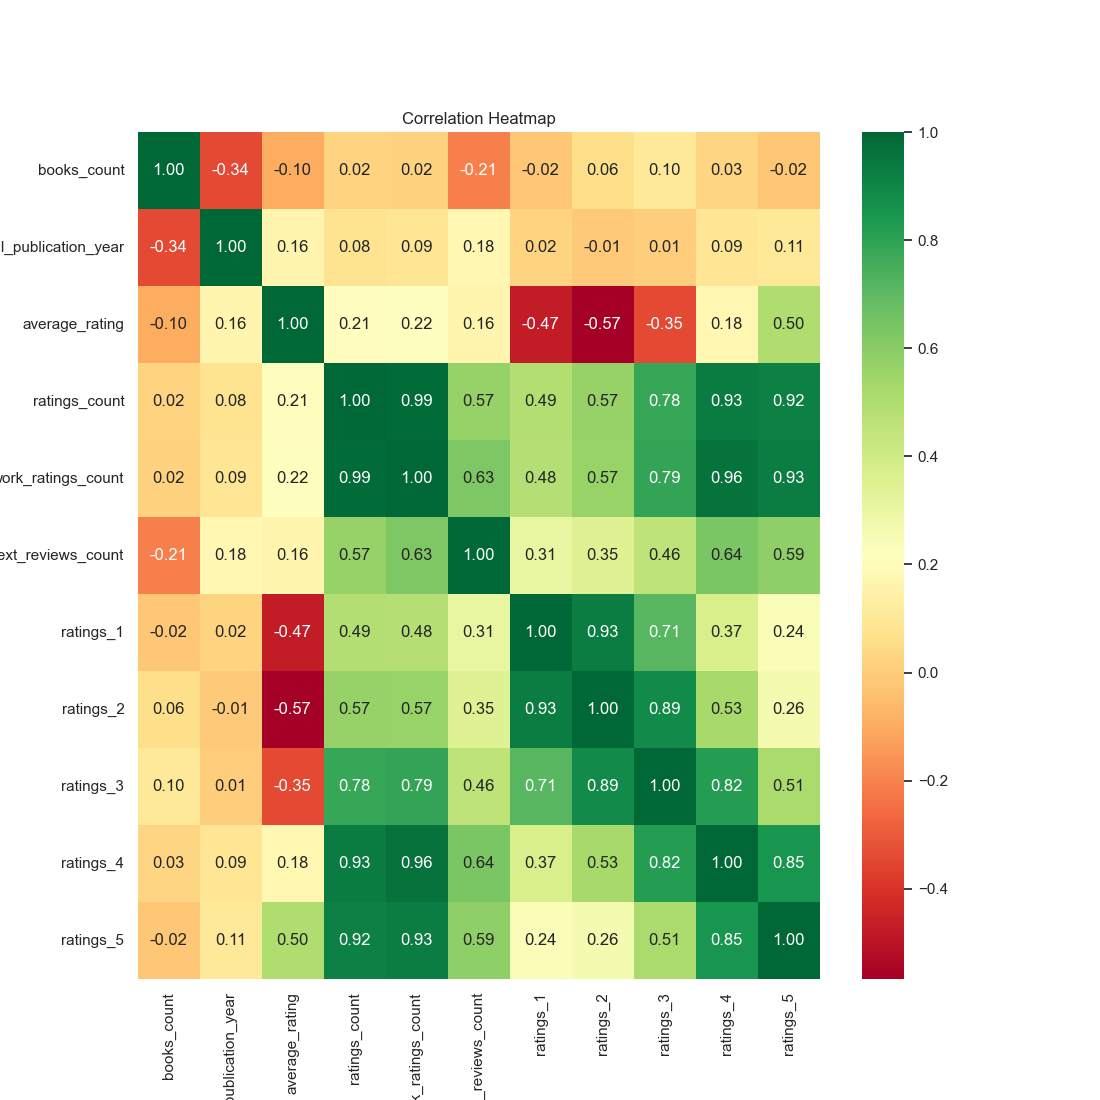 Correlation Heatmap
books_count 1.00 -0.34 -0.10 0.02 0.02 -0.21 -0.02 0.06 0.10 0.03 -0.02
l_publication_year -0.34 1.00 0.16 0.08 0.09 0.18 0.02 -0.01 0.01 0.09 0.11
average_rating -0.10 0.16 1.00 0.21 0.22 0.16 -0.47 -0.57 -0.35 0.18 0.50
ratings_count 0.02 0.08 0.21 1.00 0.99 0.57 0.49 0.57 0.78 0.93 0.92
work_ratings_count 0.02 0.09 0.22 0.99 1.00 0.63 0.48 0.57 0.79 0.96 0.93
ext_reviews_count -0.21 0.18 0.16 0.57 0.63 1.00 0.31 0.35 0.46 0.64 0.59
ratings_1 -0.02 0.02 -0.47 0.49 0.48 0.31 1.00 0.93 0.71 0.37 0.24
ratings_2 0.06 -0.01 -0.57 0.57 0.57 0.35 0.93 1.00 0.89 0.53 0.26
ratings_3 0.10 0.01 -0.35 0.78 0.79 0.46 0.71 0.89 1.00 0.82 0.51
ratings_4 0.03 0.09 0.18 0.93 0.96 0.64 0.37 0.53 0.82 1.00 0.85
ratings_5 -0.02 0.11 0.50 0.92 0.93 0.59 0.24 0.26 0.51 0.85 1.00
books_count
publication_year
average_rating
ratings_count
k_ratings_count
_reviews_count
ratings_1
ratings_2
ratings_3
ratings_4
ratings_5
1.0
0.8
0.6
0.4
0.2
0.0
−0.2
−0.4